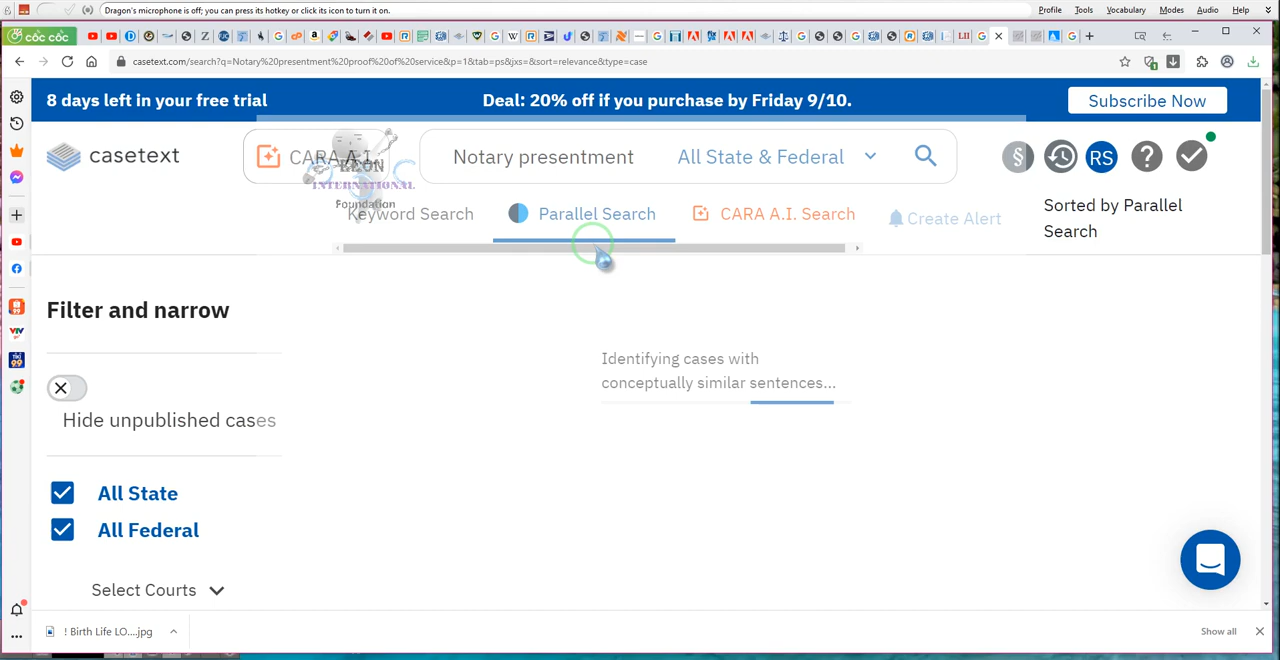 Dragon's microphone is off; you can press its hotkey or click its icon to turn it on.
Profile Tools Vocabulary Modes Audio Help
cốc cốc
casetext.com/search?q=Notary%20presentment%20proof%20of%20service&p=1&tab=ps&jxs=&sort=relevance&type=case
8 days left in your free trial
Deal: 20% off if you purchase by Friday 9/10.
Subscribe Now
casetext
CARA A.I.
Notary presentment
All State & Federal
RS
INTERNATIONAL
Foundation
Keyword Search
Parallel Search
CARA A.I. Search
Create Alert
Sorted by Parallel
Search
Filter and narrow
Identifying cases with
conceptually similar sentences...
Hide unpublished cases
All State
All Federal
Select Courts
! Birth Life LO....jpg
Show all